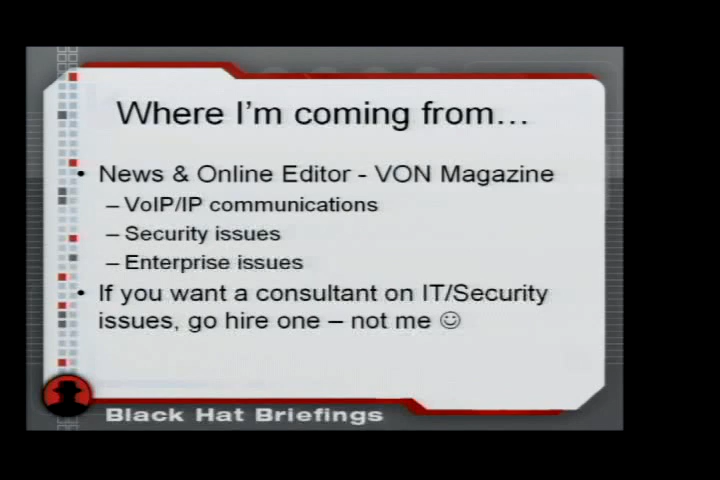 Where I'm coming from...
• News & Online Editor - VON Magazine
– VoIP/IP communications
– Security issues
– Enterprise issues
• If you want a consultant on IT/Security
issues, go hire one – not me ☺
Black Hat Briefings